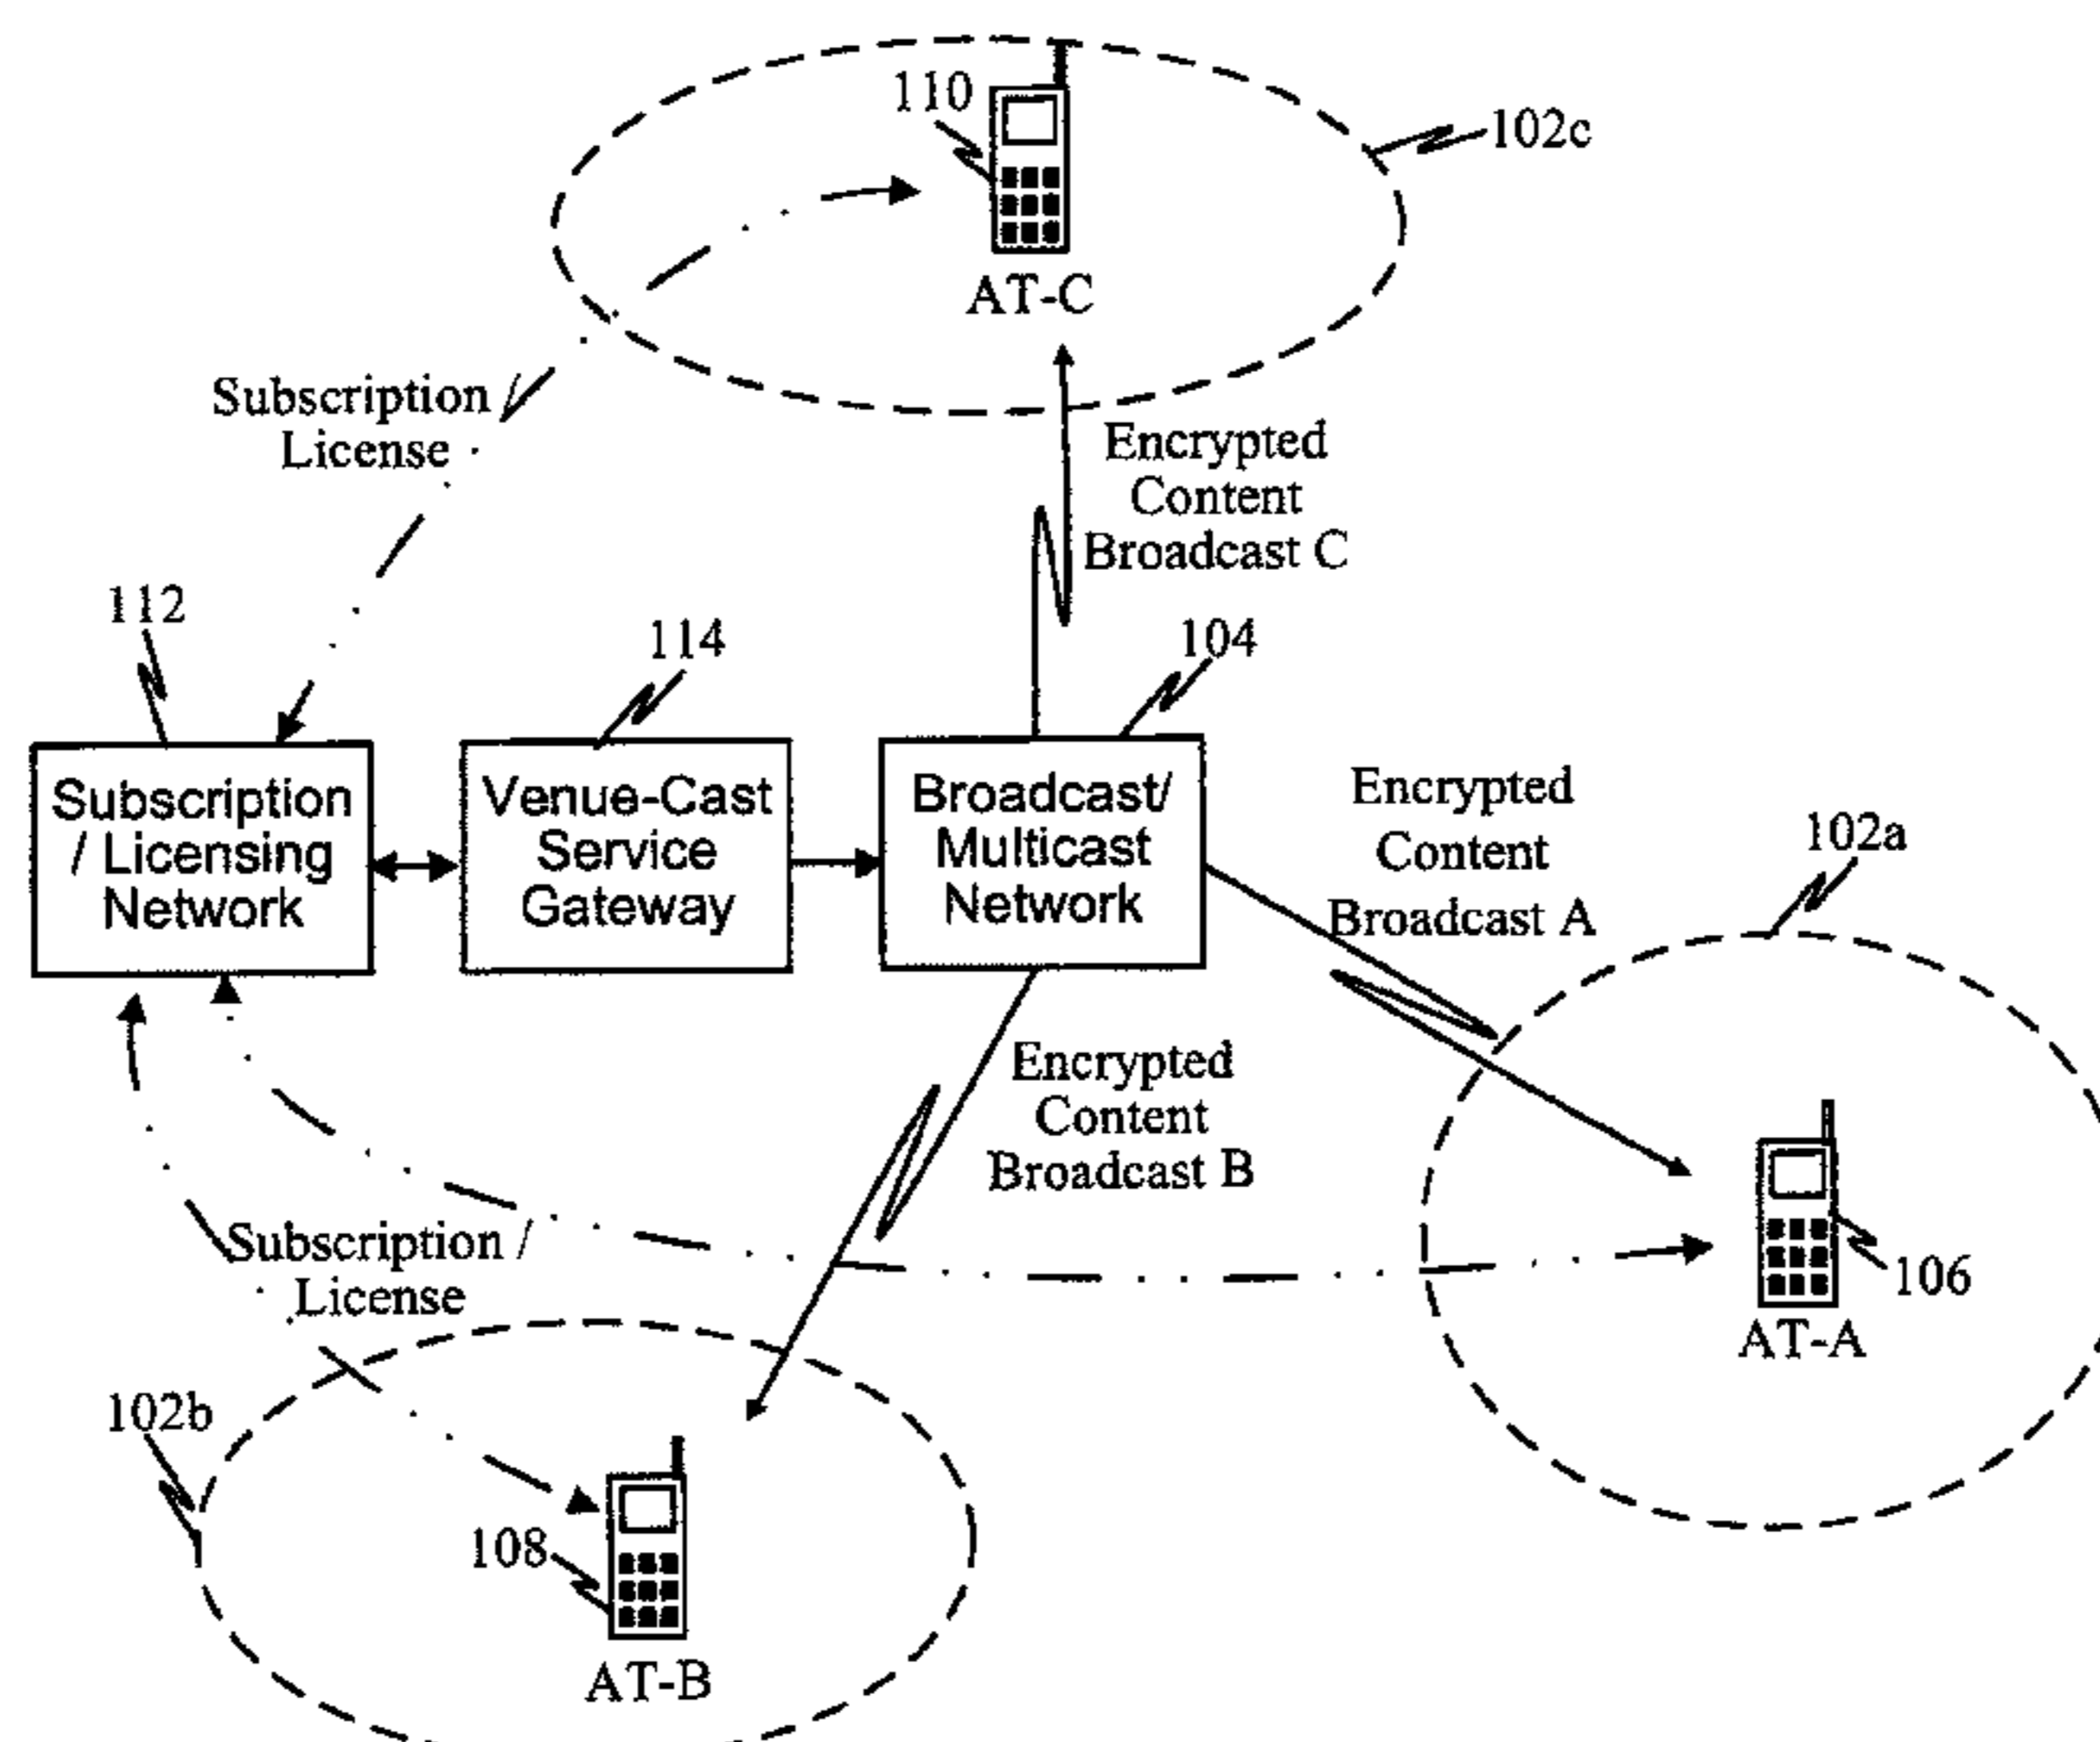 110
102c
AT-C
Subscription /
License
Encrypted
Content
Broadcast C
112
114
104
Subscription
/ Licensing
Network
Venue-Cast
Service
Gateway
Broadcast/
Multicast
Network
Encrypted
Content
Broadcast A
102a
Encrypted
Content
Broadcast B
Subscription /
License
106
AT-A
102b
108
AT-B